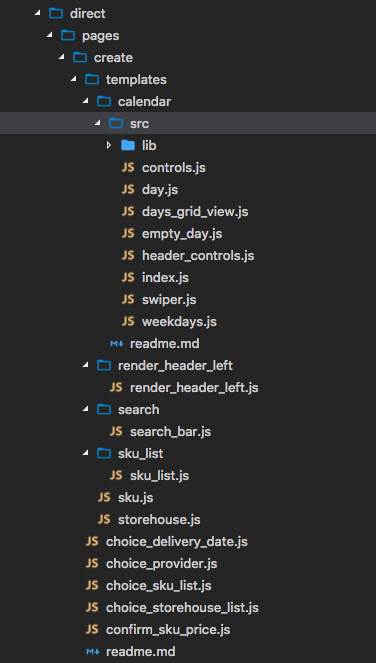 direct
pages
create
templates
calendar
src
lib
JS controls.js
JS day.js
JS days_grid_view.js
JS empty_day.js
JS header_controls.js
JS index.js
JS swiper.js
JS weekdays.js
M↓ readme.md
render_header_left
JS render_header_left.js
search
JS search_bar.js
sku_list
JS sku_list.js
JS sku.js
JS storehouse.js
JS choice_delivery_date.js
JS choice_provider.js
JS choice_sku_list.js
JS choice_storehouse_list.js
JS confirm_sku_price.js
M↓ readme.md